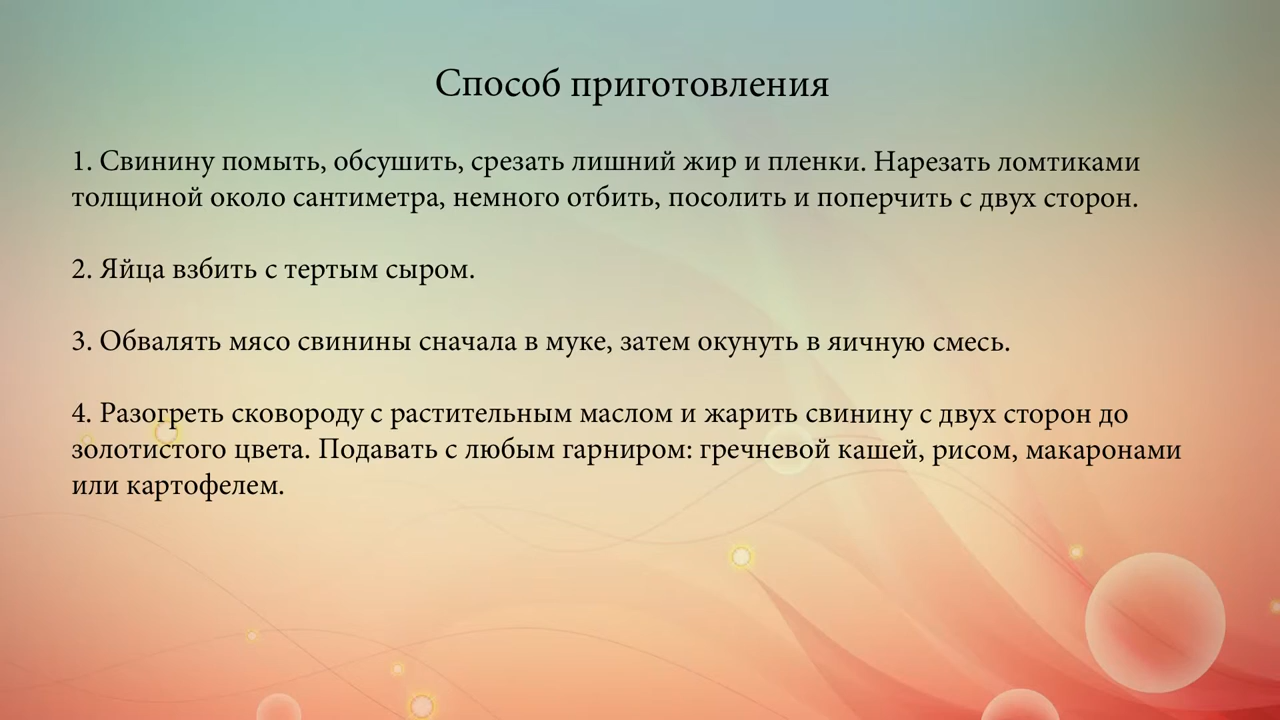 Способ приготовления
1. Свинину помыть, обсушить, срезать лишний жир и пленки. Нарезать ломтиками
толщиной около сантиметра, немного отбить, посолить и поперчить с двух сторон.
2. Яйца взбить с тертым сыром.
3. Обвалять мясо свинины сначала в муке, затем окунуть в яичную смесь.
4. Разогреть сковороду с растительным маслом и жарить свинину с двух сторон до
золотистого цвета. Подавать с любым гарниром: гречневой кашей, рисом, макаронами
или картофелем.